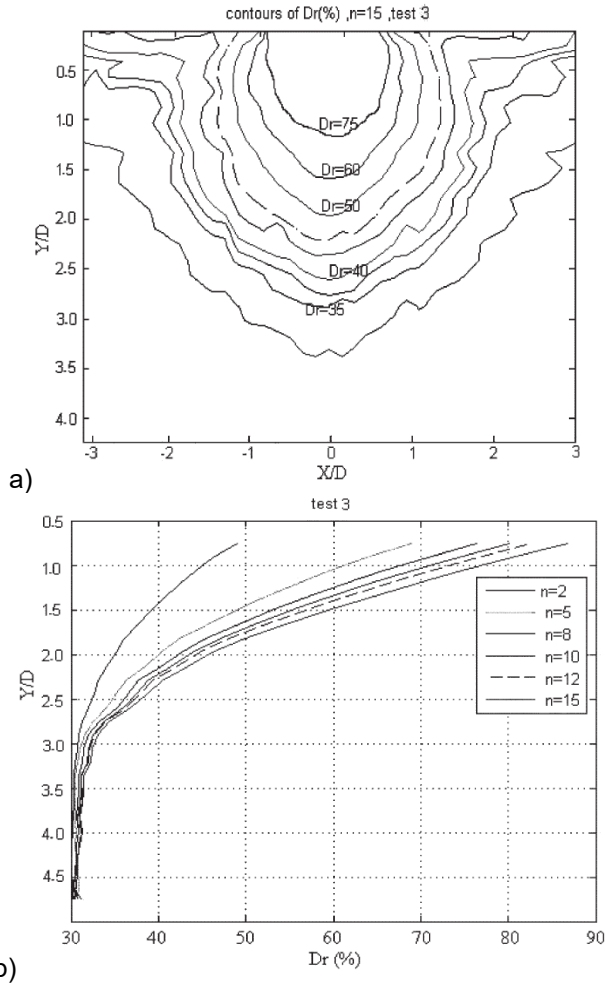 contours of Dr(%) ,n=15 ,test 3
0.5
1.0
1.5
2.0
2.5
3.0
3.5
4.0
Y/D
Dr=75
Dr=60
Dr=50
Dr=40
Dr=35
-3 -2 -1 0 1 2 3
X/D
a)
test 3
0.5
1.0
1.5
2.0
2.5
3.0
3.5
4.0
4.5
Y/D
n=2
n=5
n=8
n=10
n=12
n=15
30 40 50 60 70 80 90
Dr (%)